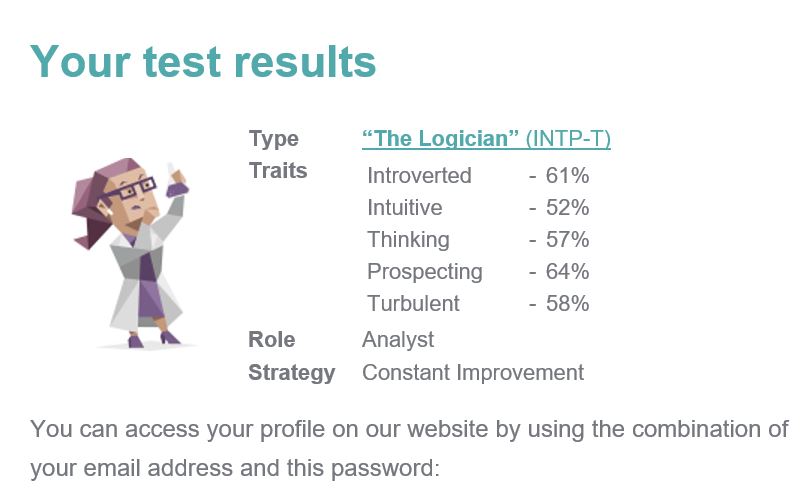 Your test results
Type “The Logician” (INTP-T)
Traits Introverted - 61%
Intuitive - 52%
Thinking - 57%
Prospecting - 64%
Turbulent - 58%
Role Analyst
Strategy Constant Improvement
You can access your profile on our website by using the combination of
your email address and this password: